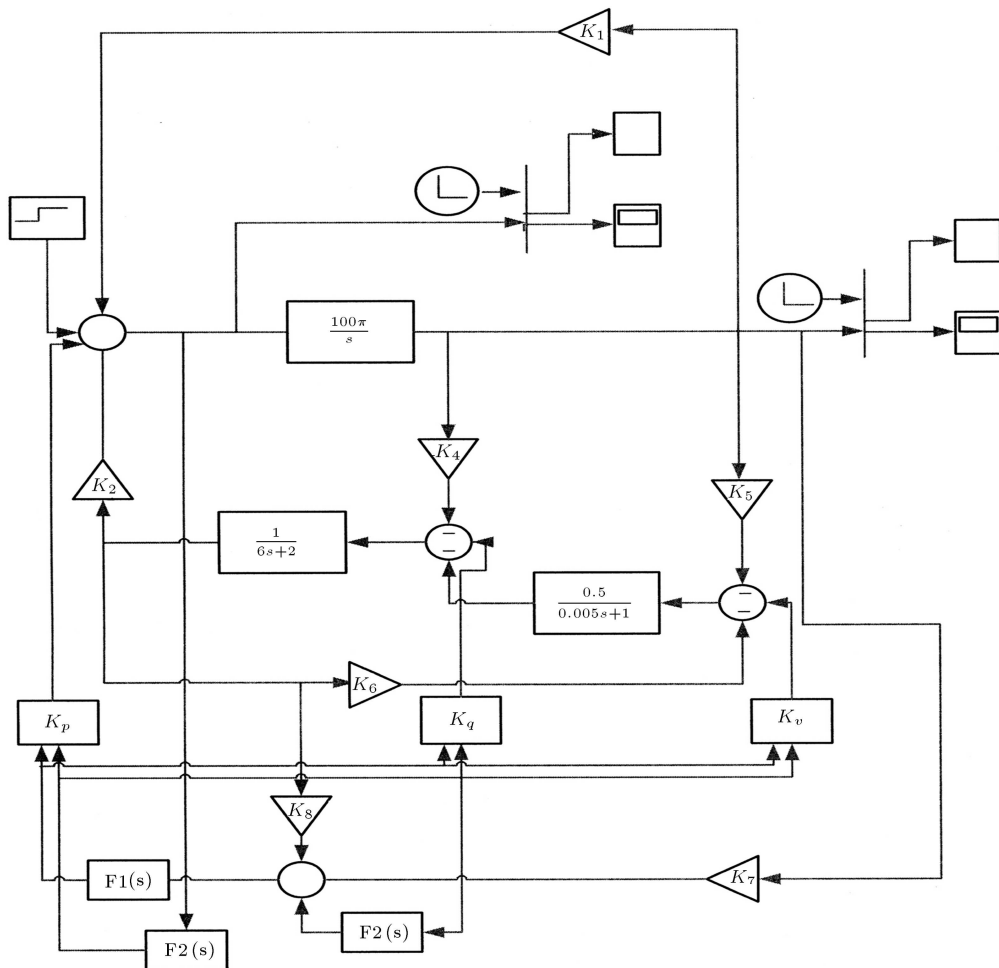 K1
100π
s
K4
K2
K5
1
6s+2
−
−
0.5
0.005s+1
−
−
K6
Kp
Kq
Kv
K8
F1(s)
K7
F2(s)
F2(s)